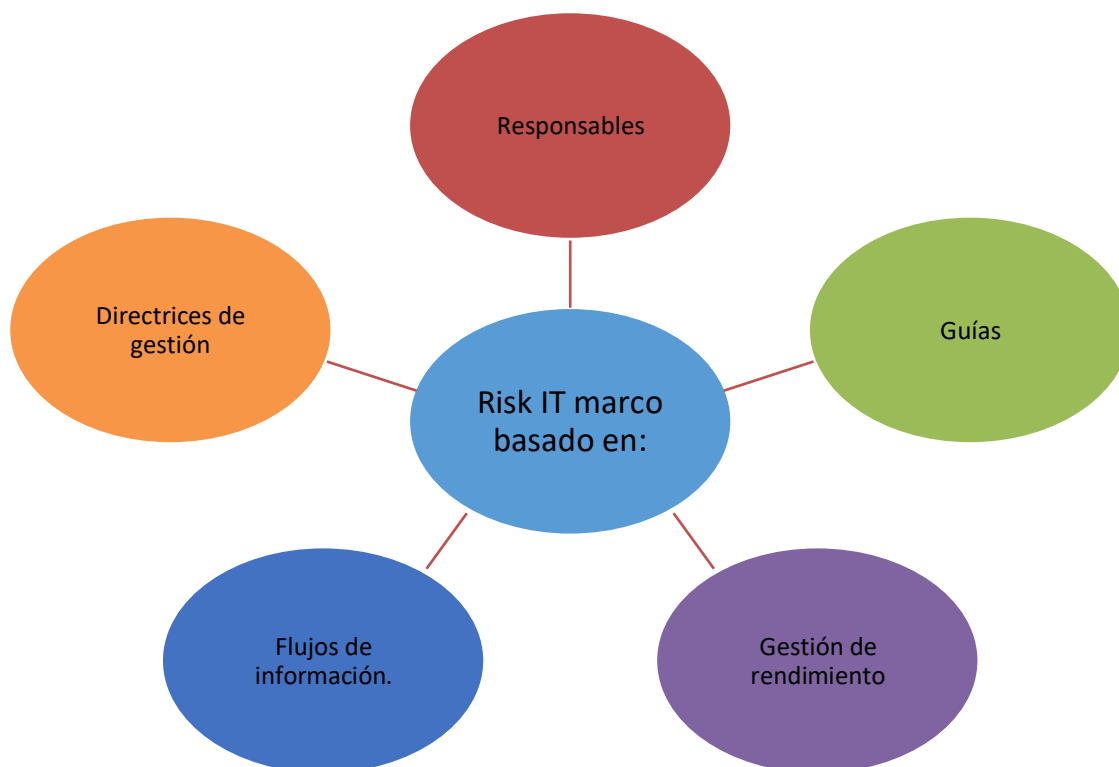 Responsables
Directrices de
gestión
Guías
Risk IT marco
basado en:
Flujos de
información.
Gestión de
rendimiento